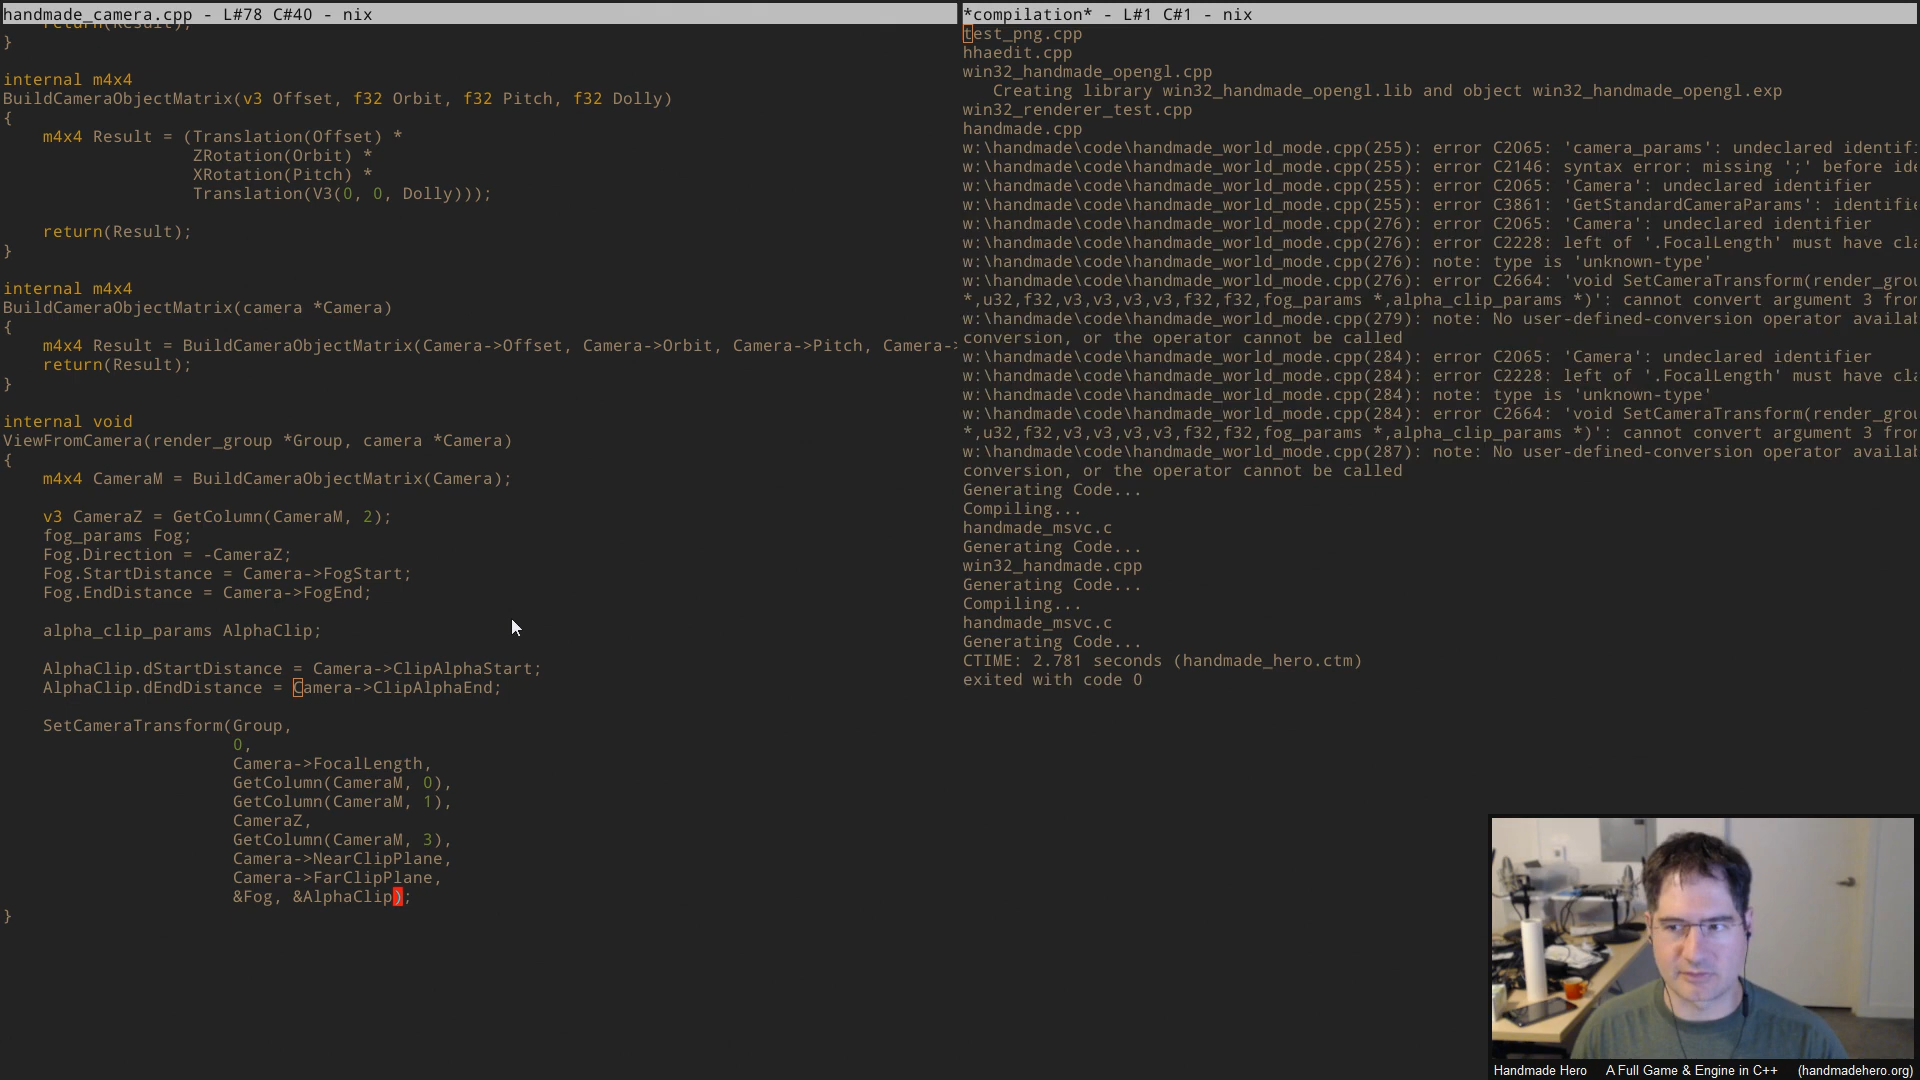 handmade_camera.cpp - L#78 C#40 - nix
return(Result);
}
internal m4x4
BuildCameraObjectMatrix(v3 Offset, f32 Orbit, f32 Pitch, f32 Dolly)
{
m4x4 Result = (Translation(Offset) *
ZRotation(Orbit) *
XRotation(Pitch) *
Translation(V3(0, 0, Dolly)));
return(Result);
}
internal m4x4
BuildCameraObjectMatrix(camera *Camera)
{
m4x4 Result = BuildCameraObjectMatrix(Camera->Offset, Camera->Orbit, Camera->Pitch, Camera->
return(Result);
}
internal void
ViewFromCamera(render_group *Group, camera *Camera)
{
m4x4 CameraM = BuildCameraObjectMatrix(Camera);
v3 CameraZ = GetColumn(CameraM, 2);
fog_params Fog;
Fog.Direction = -CameraZ;
Fog.StartDistance = Camera->FogStart;
Fog.EndDistance = Camera->FogEnd;
alpha_clip_params AlphaClip;
AlphaClip.dStartDistance = Camera->ClipAlphaStart;
AlphaClip.dEndDistance = Camera->ClipAlphaEnd;
SetCameraTransform(Group,
0,
Camera->FocalLength,
GetColumn(CameraM, 0),
GetColumn(CameraM, 1),
CameraZ,
GetColumn(CameraM, 3),
Camera->NearClipPlane,
Camera->FarClipPlane,
&Fog, &AlphaClip);
}
*compilation* - L#1 C#1 - nix
test_png.cpp
hhaedit.cpp
win32_handmade_opengl.cpp
Creating library win32_handmade_opengl.lib and object win32_handmade_opengl.exp
win32_renderer_test.cpp
handmade.cpp
w:\handmade\code\handmade_world_mode.cpp(255): error C2065: 'camera_params': undeclared identif
w:\handmade\code\handmade_world_mode.cpp(255): error C2146: syntax error: missing ';' before ide
w:\handmade\code\handmade_world_mode.cpp(255): error C2065: 'Camera': undeclared identifier
w:\handmade\code\handmade_world_mode.cpp(255): error C3861: 'GetStandardCameraParams': identifie
w:\handmade\code\handmade_world_mode.cpp(276): error C2065: 'Camera': undeclared identifier
w:\handmade\code\handmade_world_mode.cpp(276): error C2228: left of '.FocalLength' must have cla
w:\handmade\code\handmade_world_mode.cpp(276): note: type is 'unknown-type'
w:\handmade\code\handmade_world_mode.cpp(276): error C2664: 'void SetCameraTransform(render_grou
*,u32,f32,v3,v3,v3,v3,f32,f32,fog_params *,alpha_clip_params *)': cannot convert argument 3 from
w:\handmade\code\handmade_world_mode.cpp(279): note: No user-defined-conversion operator availab
conversion, or the operator cannot be called
w:\handmade\code\handmade_world_mode.cpp(284): error C2065: 'Camera': undeclared identifier
w:\handmade\code\handmade_world_mode.cpp(284): error C2228: left of '.FocalLength' must have cla
w:\handmade\code\handmade_world_mode.cpp(284): note: type is 'unknown-type'
w:\handmade\code\handmade_world_mode.cpp(284): error C2664: 'void SetCameraTransform(render_grou
*,u32,f32,v3,v3,v3,v3,f32,f32,fog_params *,alpha_clip_params *)': cannot convert argument 3 from
w:\handmade\code\handmade_world_mode.cpp(287): note: No user-defined-conversion operator availab
conversion, or the operator cannot be called
Generating Code...
Compiling...
handmade_msvc.c
Generating Code...
win32_handmade.cpp
Generating Code...
Compiling...
handmade_msvc.c
Generating Code...
CTIME: 2.781 seconds (handmade_hero.ctm)
exited with code 0
Handmade Hero A Full Game & Engine in C++ (handmadehero.org)